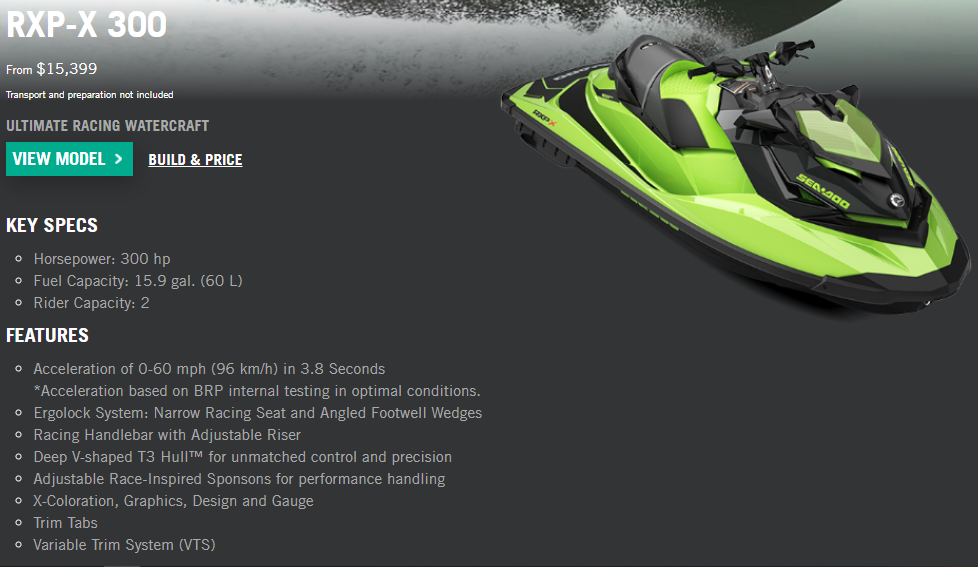 RXP-X 300
From $15,399
Transport and preparation not included
ULTIMATE RACING WATERCRAFT
VIEW MODEL >
BUILD & PRICE
RXP-X
SEA-DOO
KEY SPECS
Horsepower: 300 hp
Fuel Capacity: 15.9 gal. (60 L)
Rider Capacity: 2
FEATURES
Acceleration of 0-60 mph (96 km/h) in 3.8 Seconds
*Acceleration based on BRP internal testing in optimal conditions.
Ergolock System: Narrow Racing Seat and Angled Footwell Wedges
Racing Handlebar with Adjustable Riser
Deep V-shaped T3 Hull™ for unmatched control and precision
Adjustable Race-Inspired Sponsons for performance handling
X-Coloration, Graphics, Design and Gauge
Trim Tabs
Variable Trim System (VTS)